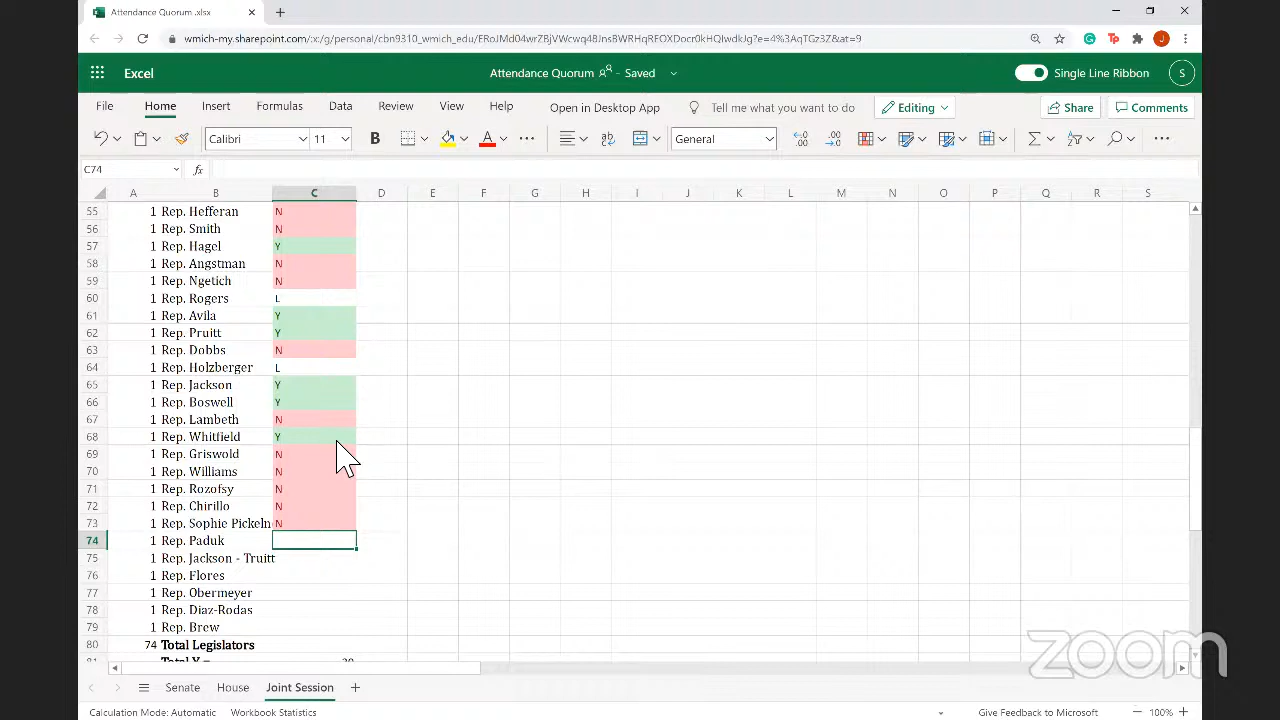 Attendance Quorum .xlsx
wmich-my.sharepoint.com/:x:/g/personal/cbn9310_wmich_edu/
Excel
Attendance Quorum - Saved
Single Line Ribbon
S
File Home Insert Formulas Data Review View Help Open in Desktop App Tell me what you want to do Editing Share Comments
Calibri 11 B A General
C74 fx
A B C D E F G H I J K L M N O P Q R S
55 1 Rep. Hefferan N
56 1 Rep. Smith N
57 1 Rep. Hagel Y
58 1 Rep. Angstman N
59 1 Rep. Ngetich N
60 1 Rep. Rogers L
61 1 Rep. Avila Y
62 1 Rep. Pruitt Y
63 1 Rep. Dobbs N
64 1 Rep. Holzberger L
65 1 Rep. Jackson Y
66 1 Rep. Boswell Y
67 1 Rep. Lambeth N
68 1 Rep. Whitfield Y
69 1 Rep. Griswold N
70 1 Rep. Williams N
71 1 Rep. Rozofsy N
72 1 Rep. Chirillo N
73 1 Rep. Sophie Pickeln N
74 1 Rep. Paduk
75 1 Rep. Jackson - Truitt
76 1 Rep. Flores
77 1 Rep. Obermeyer
78 1 Rep. Diaz-Rodas
79 1 Rep. Brew
80 74 Total Legislators
81 Total Y =
zoom
Senate House Joint Session
Calculation Mode: Automatic Workbook Statistics Give Feedback to Microsoft 100%